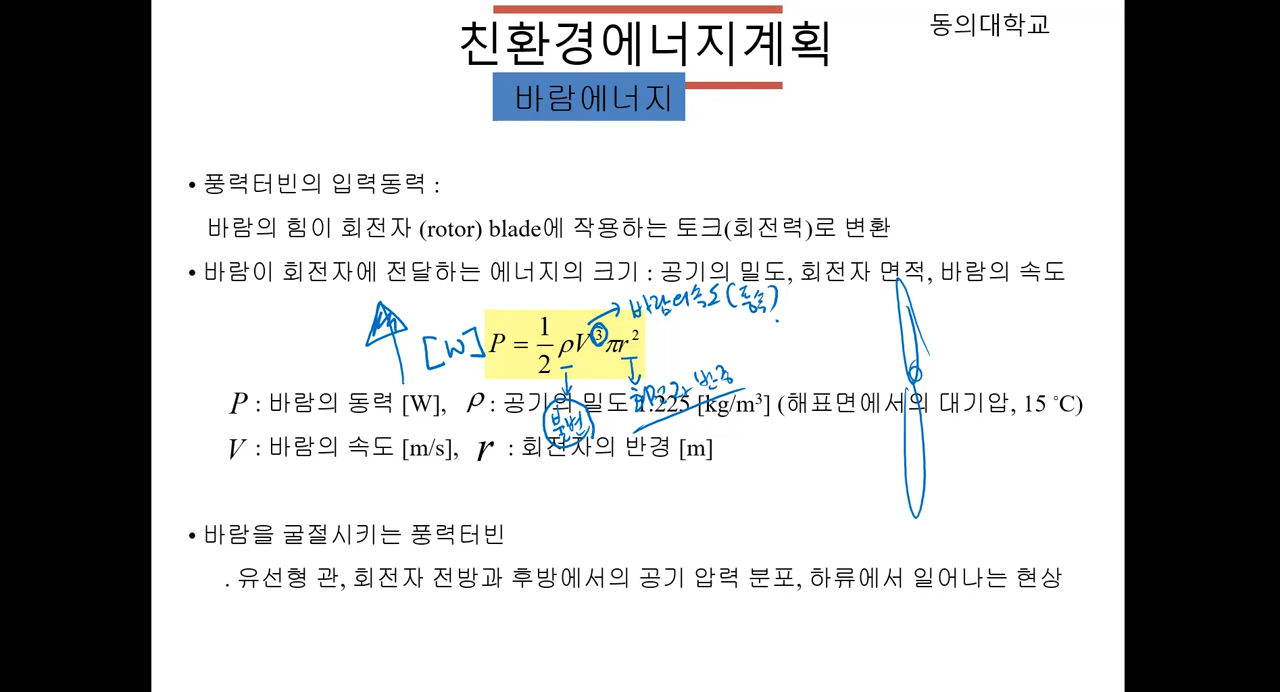 동의대학교
친환경에너지계획
바람에너지
• 풍력터빈의 입력동력 :
바람의 힘이 회전자 (rotor) blade에 작용하는 토크(회전력)로 변환
• 바람이 회전자에 전달하는 에너지의 크기 : 공기의 밀도, 회전자 면적, 바람의 속도
바람의 속도 (풍속)
[W] P = 1/2 ρV³πr²
회전자 반경
P : 바람의 동력 [W], ρ : 공기의 밀도 1.225 [kg/m³] (해표면에서의 대기압, 15 ˚C)
불변
V : 바람의 속도 [m/s], r : 회전자의 반경 [m]
• 바람을 굴절시키는 풍력터빈
. 유선형 관, 회전자 전방과 후방에서의 공기 압력 분포, 하류에서 일어나는 현상